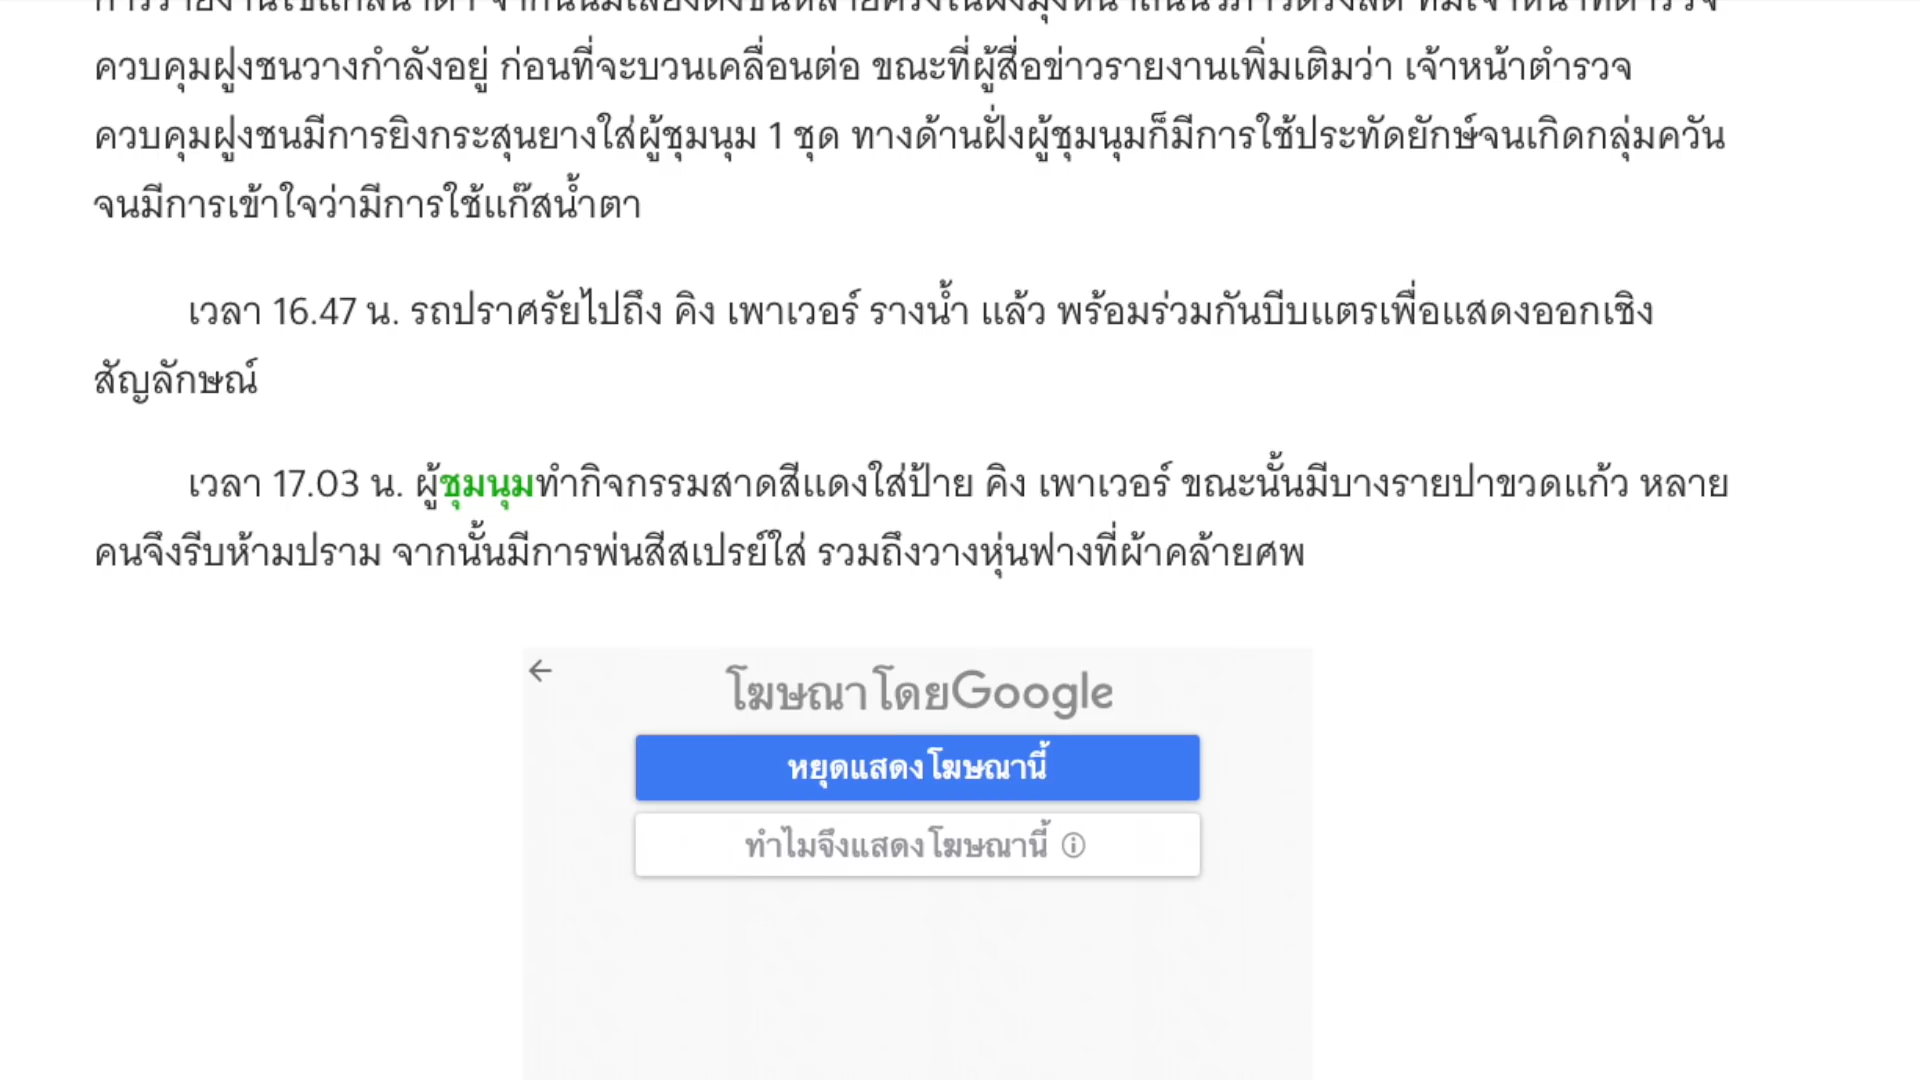 ควบคุมฝูงชนวางกำลังอยู่ ก่อนที่จะบวนเคลื่อนต่อ ขณะที่ผู้สื่อข่าวรายงานเพิ่มเติมว่า เจ้าหน้าตำรวจ
ควบคุมฝูงชนมีการยิงกระสุนยางใส่ผู้ชุมนุม 1 ชุด ทางด้านฝั่งผู้ชุมนุมก็มีการใช้ประทัดยักษ์จนเกิดกลุ่มควัน
จนมีการเข้าใจว่ามีการใช้แก๊สน้ำตา
เวลา 16.47 น. รถปราศรัยไปถึง คิง เพาเวอร์ รางน้ำ แล้ว พร้อมร่วมกันบีบแตรเพื่อแสดงออกเชิง
สัญลักษณ์
เวลา 17.03 น. ผู้ชุมนุมทำกิจกรรมสาดสีแดงใส่ป้าย คิง เพาเวอร์ ขณะนั้นมีบางรายปาขวดแก้ว หลาย
คนจึงรีบห้ามปราม จากนั้นมีการพ่นสีสเปรย์ใส่ รวมถึงวางหุ่นฟางที่ผ้าคล้ายศพ
โฆษณาโดยGoogle
หยุดแสดงโฆษณานี้
ทำไมจึงแสดงโฆษณานี้